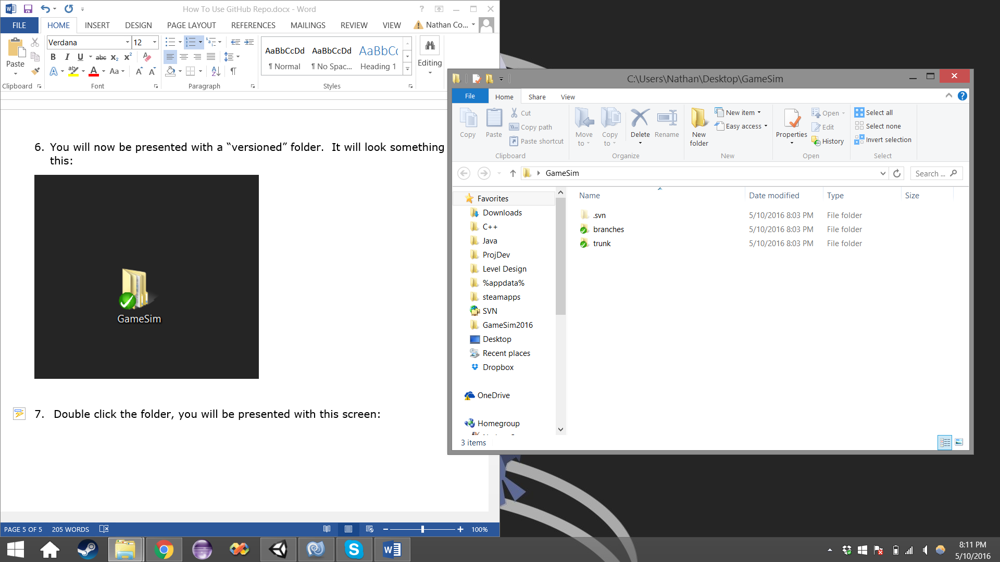 How To Use GitHub Repo.docx - Word
FILE HOME INSERT DESIGN PAGE LAYOUT REFERENCES MAILINGS REVIEW VIEW Nathan Co...
Paste
Clipboard
Verdana 12
B I U abc X₂ X²
A aby A Aa A A
Font
Paragraph
AaBbCcDd AaBbCcDd AaBbCc
¶ Normal ¶ No Spac... Heading 1
Styles
Editing
6. You will now be presented with a “versioned” folder. It will look something
this:
GameSim
7. Double click the folder, you will be presented with this screen:
PAGE 5 OF 5 205 WORDS 100%
C:\Users\Nathan\Desktop\GameSim
File Home Share View
Copy
Paste
Cut
Copy path
Paste shortcut
Clipboard
Move to
Copy to
Delete
Rename
Organize
New folder
New item
Easy access
New
Properties
Open
Edit
History
Open
Select all
Select none
Invert selection
Select
GameSim
Search ...
Favorites
Downloads
C++
Java
ProjDev
Level Design
%appdata%
steamapps
SVN
GameSim2016
Desktop
Recent places
Dropbox
OneDrive
Homegroup
Name Date modified Type Size
.svn 5/10/2016 8:03 PM File folder
branches 5/10/2016 8:03 PM File folder
trunk 5/10/2016 8:03 PM File folder
3 items
8:11 PM
5/10/2016